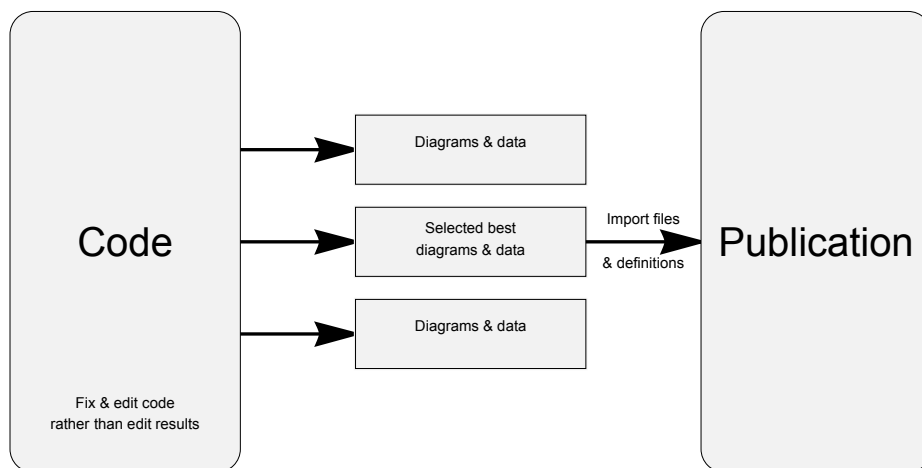 Code
Fix & edit code
rather than edit results
Diagrams & data
Selected best
diagrams & data
Diagrams & data
Import files
& definitions
Publication